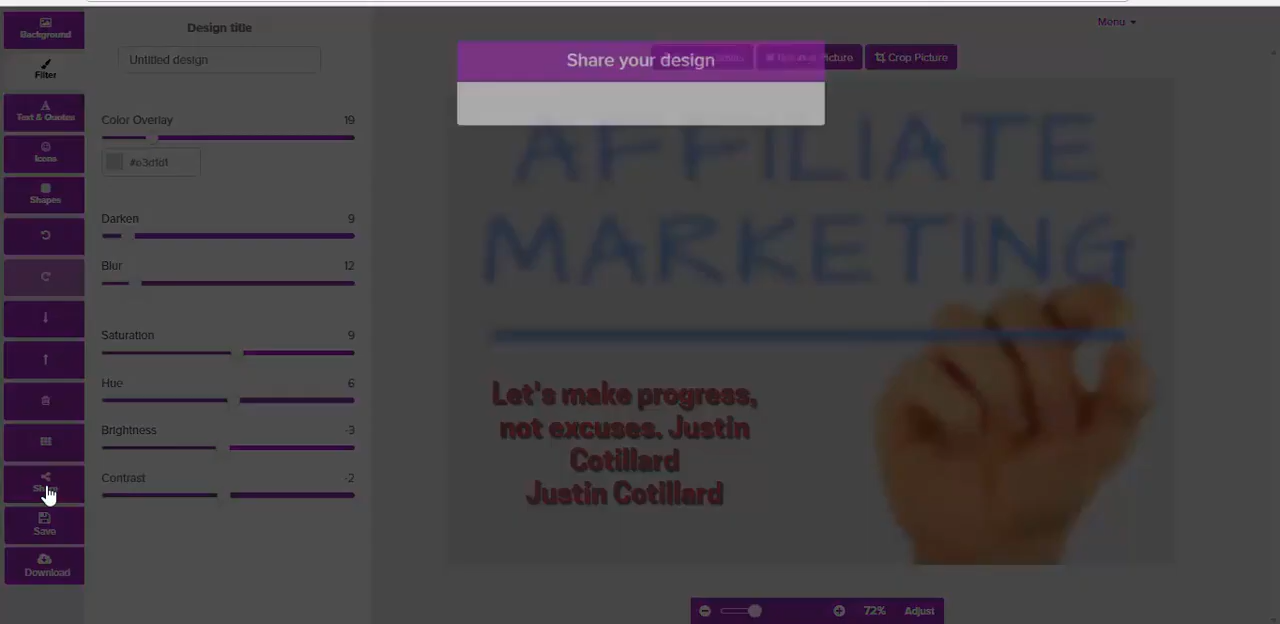 Design title
Menu
Background
Untitled design
Share your design
Picture
Crop Picture
Filter
Color Overlay 19
Text & Quotes
Icons
Shapes
Darken 9
Blur 12
Saturation 9
Hue 6
Brightness -3
Contrast -2
Share
Save
Download
AFFILIATE
MARKETING
Let's make progress,
not excuses. Justin
Cotillard
Justin Cotillard
72% Adjust